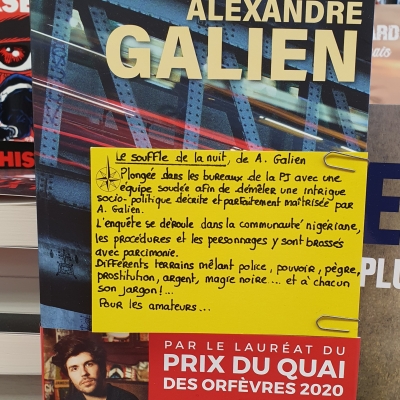 ALEXANDRE
GALIEN
Le souffle de la nuit, de A. Galien
Plongée dans les bureaux de la PJ avec une
équipe soudée afin de démêler une intrigue
socio-politique décrite et parfaitement maîtrisée par
A. Galien.
L'enquête se déroule dans la communauté nigériane,
les procédures et les personnages y sont brossés
avec parcimonie.
Différents terrains mêlant police, pouvoir, pègre,
prostitution, argent, magie noire ... et à chacun
son jargon !...
Pour les amateurs...
PAR LE LAURÉAT DU
PRIX DU QUAI
DES ORFÈVRES 2020
HIS
PLU